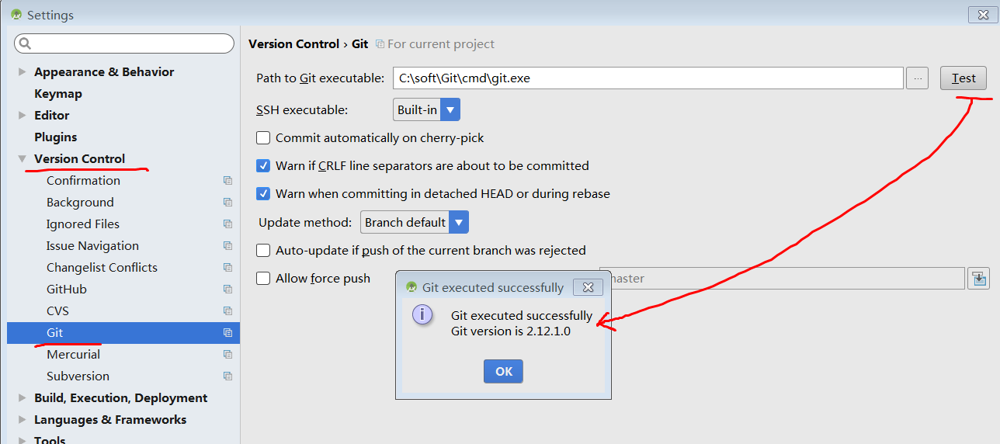 Settings
Version Control › Git For current project
Appearance & Behavior
Keymap
Editor
Plugins
Version Control
Confirmation
Background
Ignored Files
Issue Navigation
Changelist Conflicts
GitHub
CVS
Git
Mercurial
Subversion
Build, Execution, Deployment
Languages & Frameworks
Tools
Path to Git executable: C:\soft\Git\cmd\git.exe ... Test
SSH executable: Built-in
Commit automatically on cherry-pick
Warn if CRLF line separators are about to be committed
Warn when committing in detached HEAD or during rebase
Update method: Branch default
Auto-update if push of the current branch was rejected
Allow force push
Git executed successfully
Git executed successfully
Git version is 2.12.1.0
OK